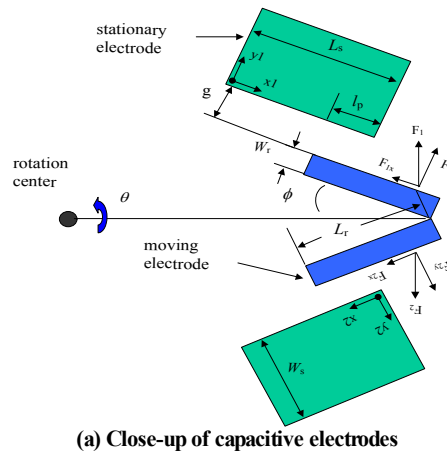 stationary
electrode
L_s
y1
x1
g
l_p
W_r
F_1
F_1x
rotation
center
θ
ϕ
L_r
moving
electrode
F_2x
F_2y
F_2
x2
y2
W_s
(a) Close-up of capacitive electrodes